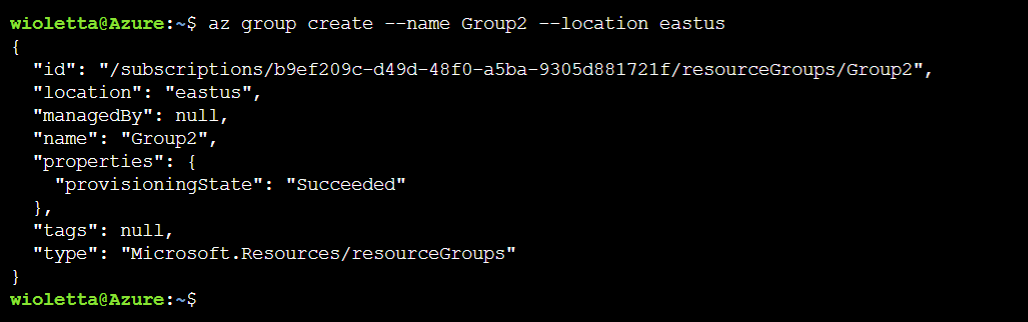 wioletta@Azure:~$ az group create --name Group2 --location eastus
{
  "id": "/subscriptions/b9ef209c-d49d-48f0-a5ba-9305d881721f/resourceGroups/Group2",
  "location": "eastus",
  "managedBy": null,
  "name": "Group2",
  "properties": {
    "provisioningState": "Succeeded"
  },
  "tags": null,
  "type": "Microsoft.Resources/resourceGroups"
}
wioletta@Azure:~$